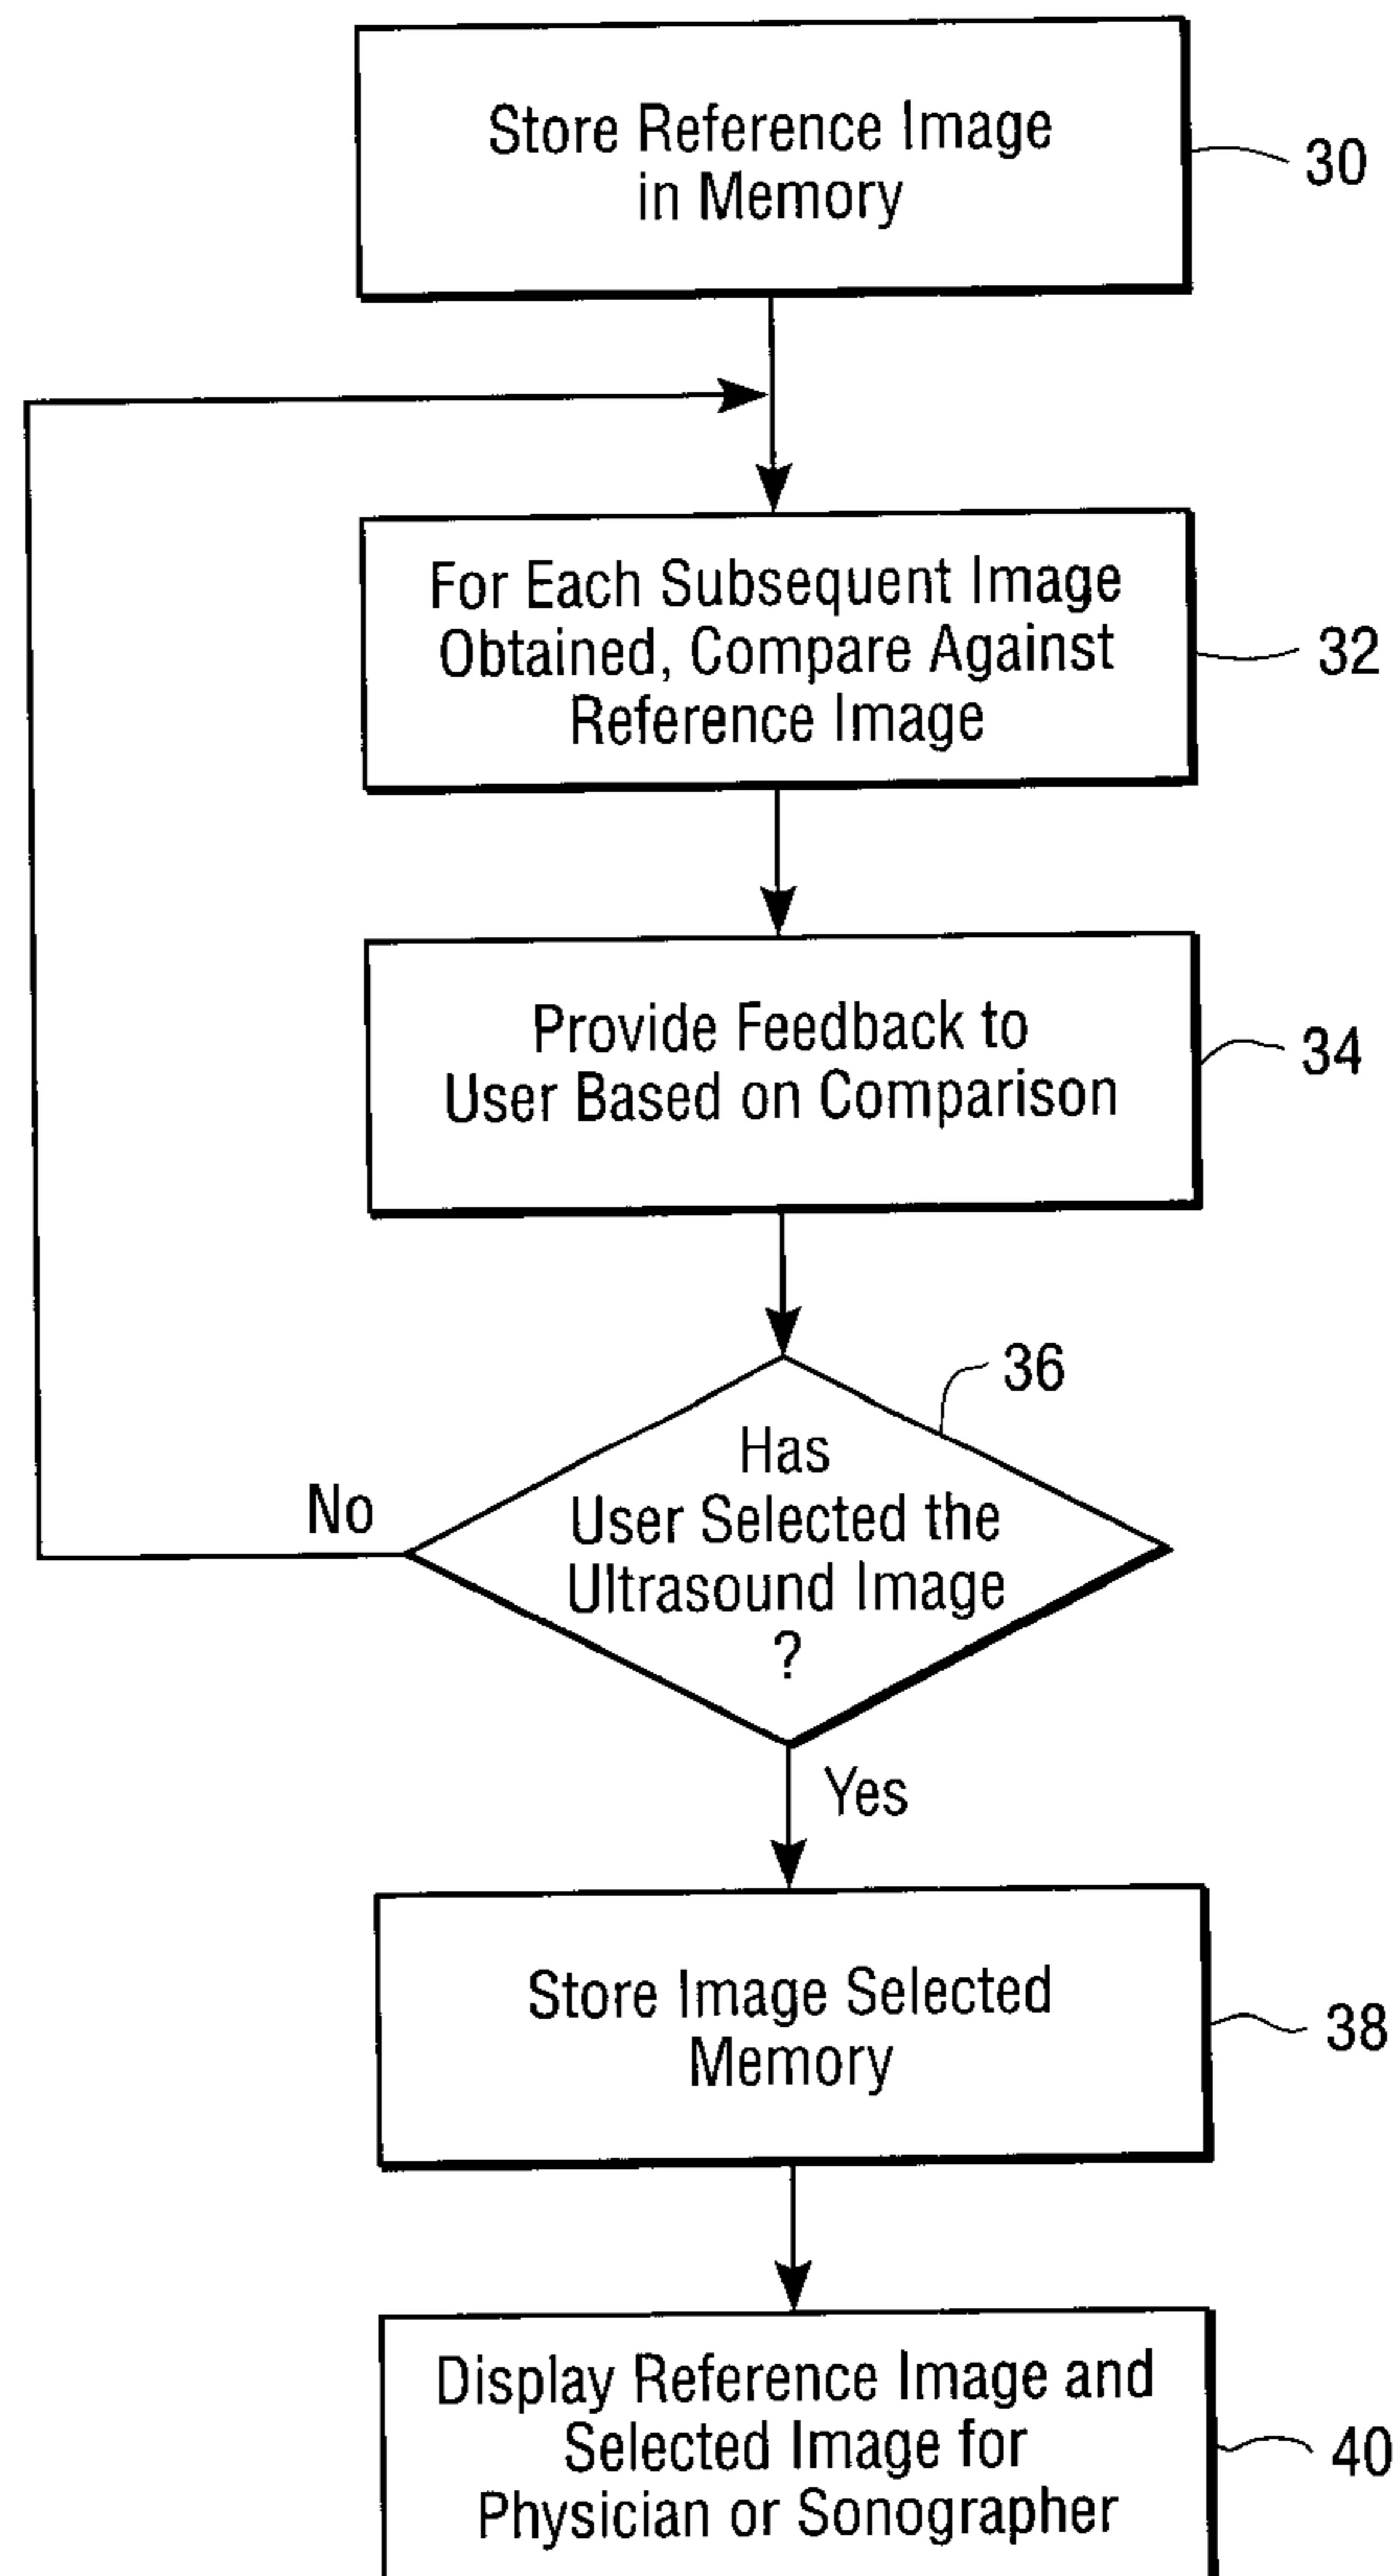 Store Reference Image
in Memory
30
For Each Subsequent Image
Obtained, Compare Against
Reference Image
32
Provide Feedback to
User Based on Comparison
34
36
Has
User Selected the
Ultrasound Image
?
No
Yes
Store Image Selected
Memory
38
Display Reference Image and
Selected Image for
Physician or Sonographer
40